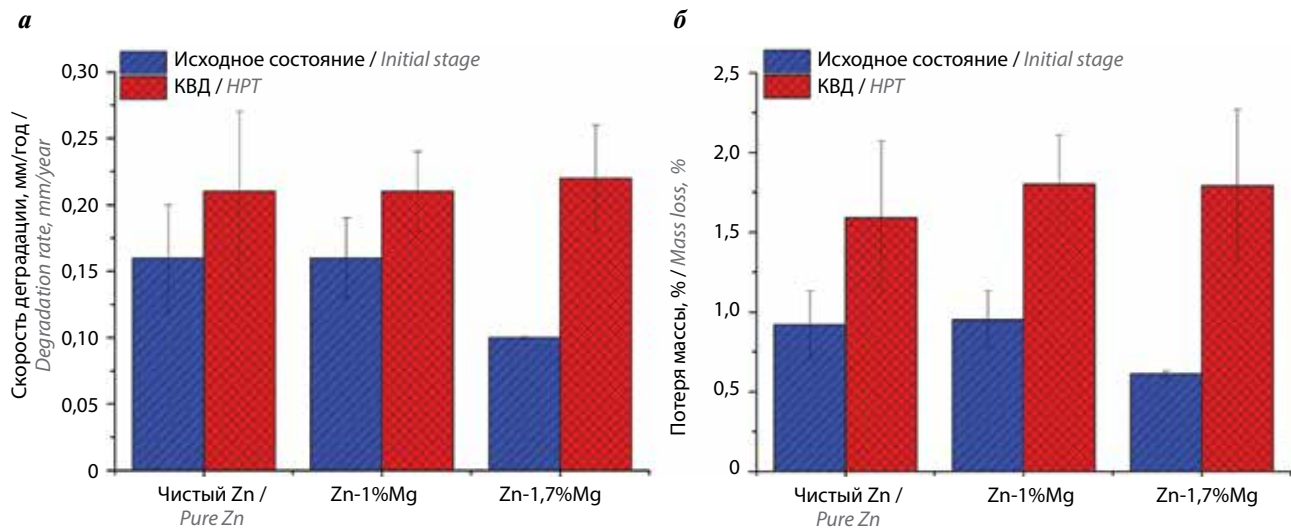 а
Исходное состояние / Initial stage
КВД / HPT
Скорость деградации, мм/год /
Degradation rate, mm/year
0,30
0,25
0,20
0,15
0,10
0,05
0
Чистый Zn /
Pure Zn
Zn-1%Mg
Zn-1,7%Mg
б
Исходное состояние / Initial stage
КВД / HPT
Потеря массы, % / Mass loss, %
2,5
2,0
1,5
1,0
0,5
0
Чистый Zn /
Pure Zn
Zn-1%Mg
Zn-1,7%Mg